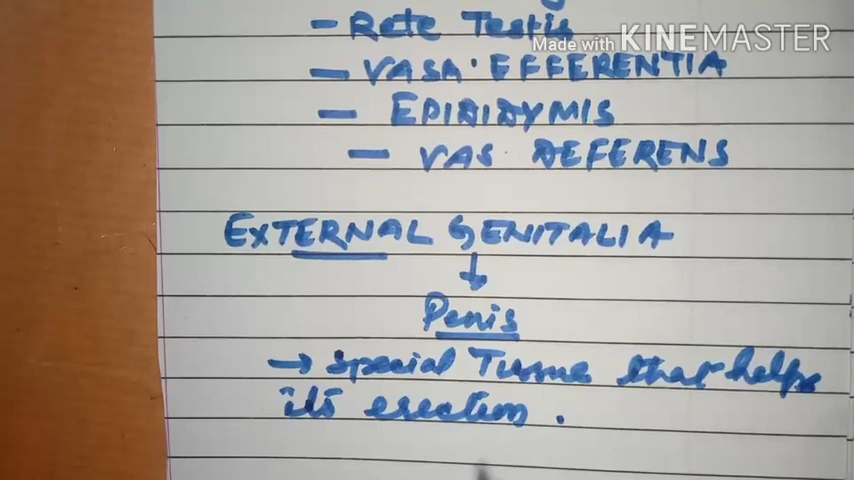 - Rete Testis
Made with KINEMASTER
- VASA EFFERENTIA
- EPIDIDYMIS
- VAS DEFERENS
EXTERNAL GENITALIA
↓
Penis
→ special Tissue that helps
its erection.